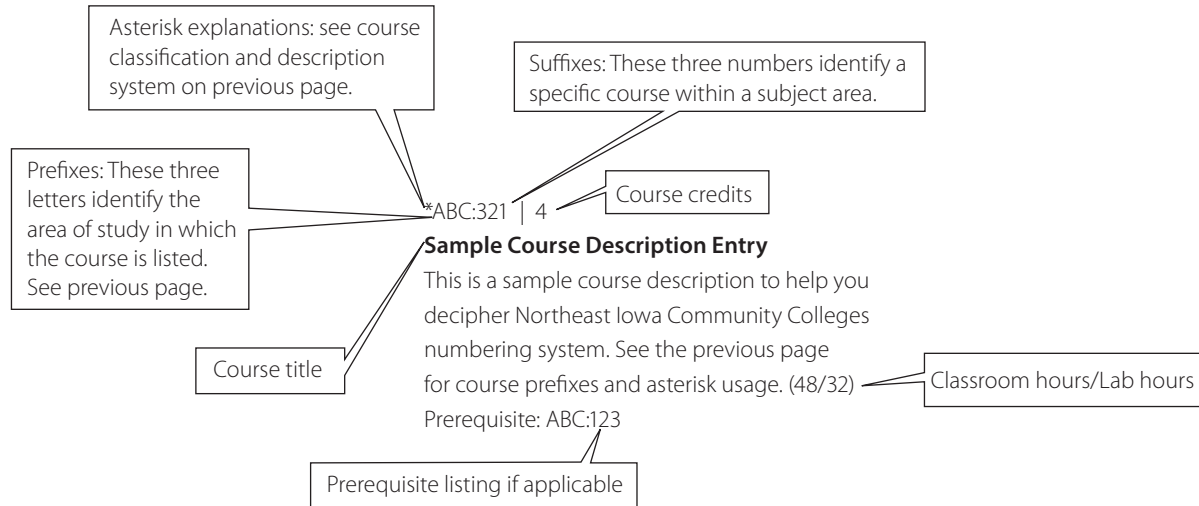 Asterisk explanations: see course
classification and description
system on previous page.
Suffixes: These three numbers identify a
specific course within a subject area.
Prefixes: These three
letters identify the
area of study in which
the course is listed.
See previous page.
*ABC:321 | 4
Course credits
Sample Course Description Entry
This is a sample course description to help you
decipher Northeast Iowa Community Colleges
numbering system. See the previous page
for course prefixes and asterisk usage. (48/32)
Prerequisite: ABC:123
Course title
Classroom hours/Lab hours
Prerequisite listing if applicable